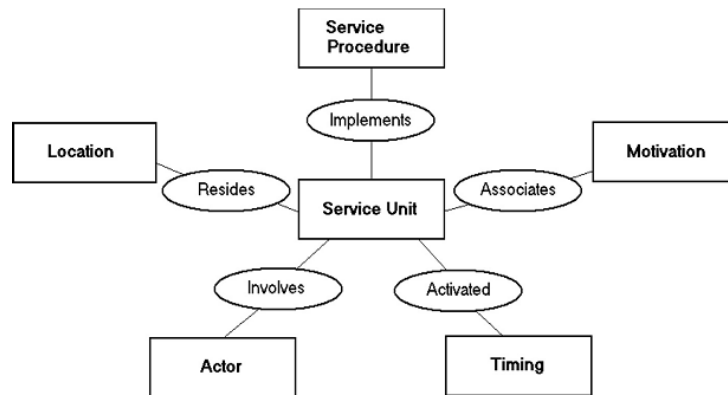 Service
Procedure
Implements
Location
Motivation
Resides
Service Unit
Associates
Involves
Activated
Actor
Timing